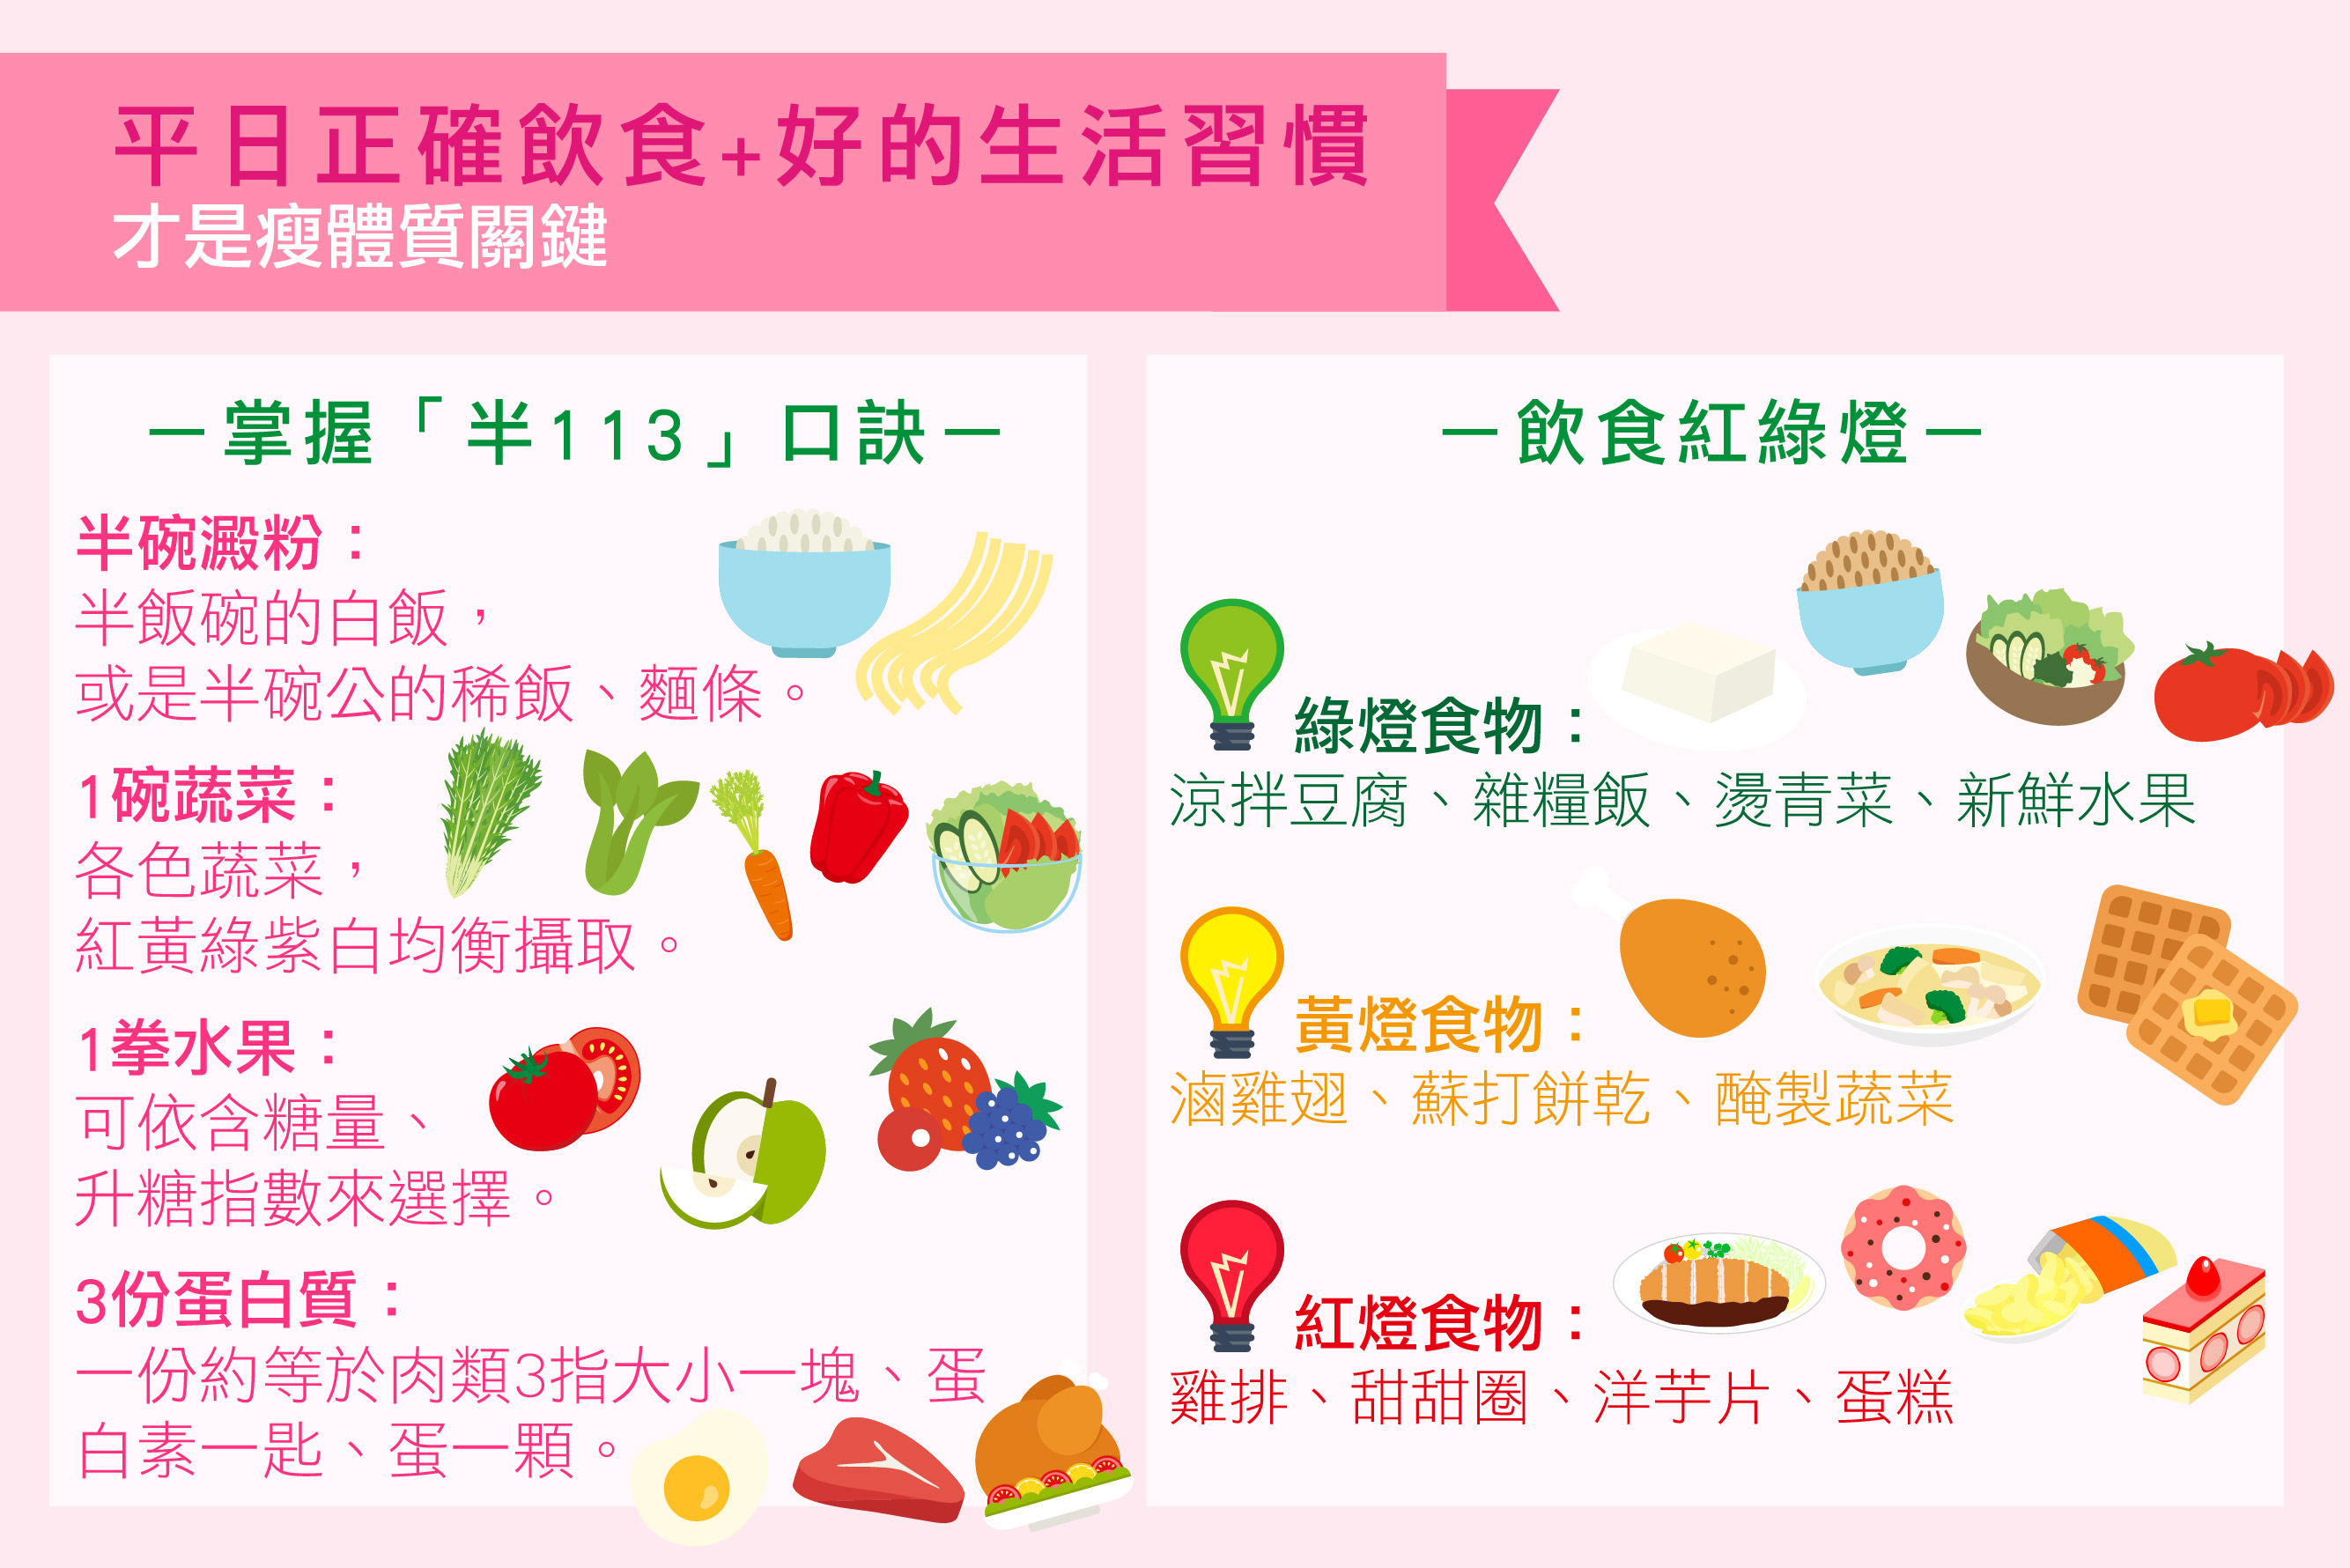 平日正確飲食+好的生活習慣
才是瘦體質關鍵
－掌握「半113」口訣－
半碗澱粉：
半飯碗的白飯，
或是半碗公的稀飯、麵條。
1碗蔬菜：
各色蔬菜，
紅黃綠紫白均衡攝取。
1拳水果：
可依含糖量、
升糖指數來選擇。
3份蛋白質：
一份約等於肉類3指大小一塊、蛋
白素一匙、蛋一顆。
－飲食紅綠燈－
綠燈食物：
涼拌豆腐、雜糧飯、燙青菜、新鮮水果
黃燈食物：
滷雞翅、蘇打餅乾、醃製蔬菜
紅燈食物：
雞排、甜甜圈、洋芋片、蛋糕